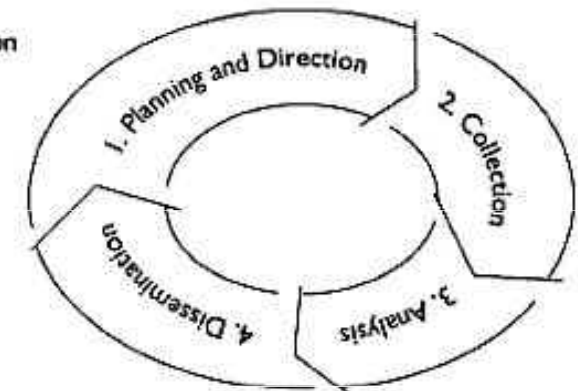 1. Planning and Direction
2. Collection
3. Analysis
4. Dissemination